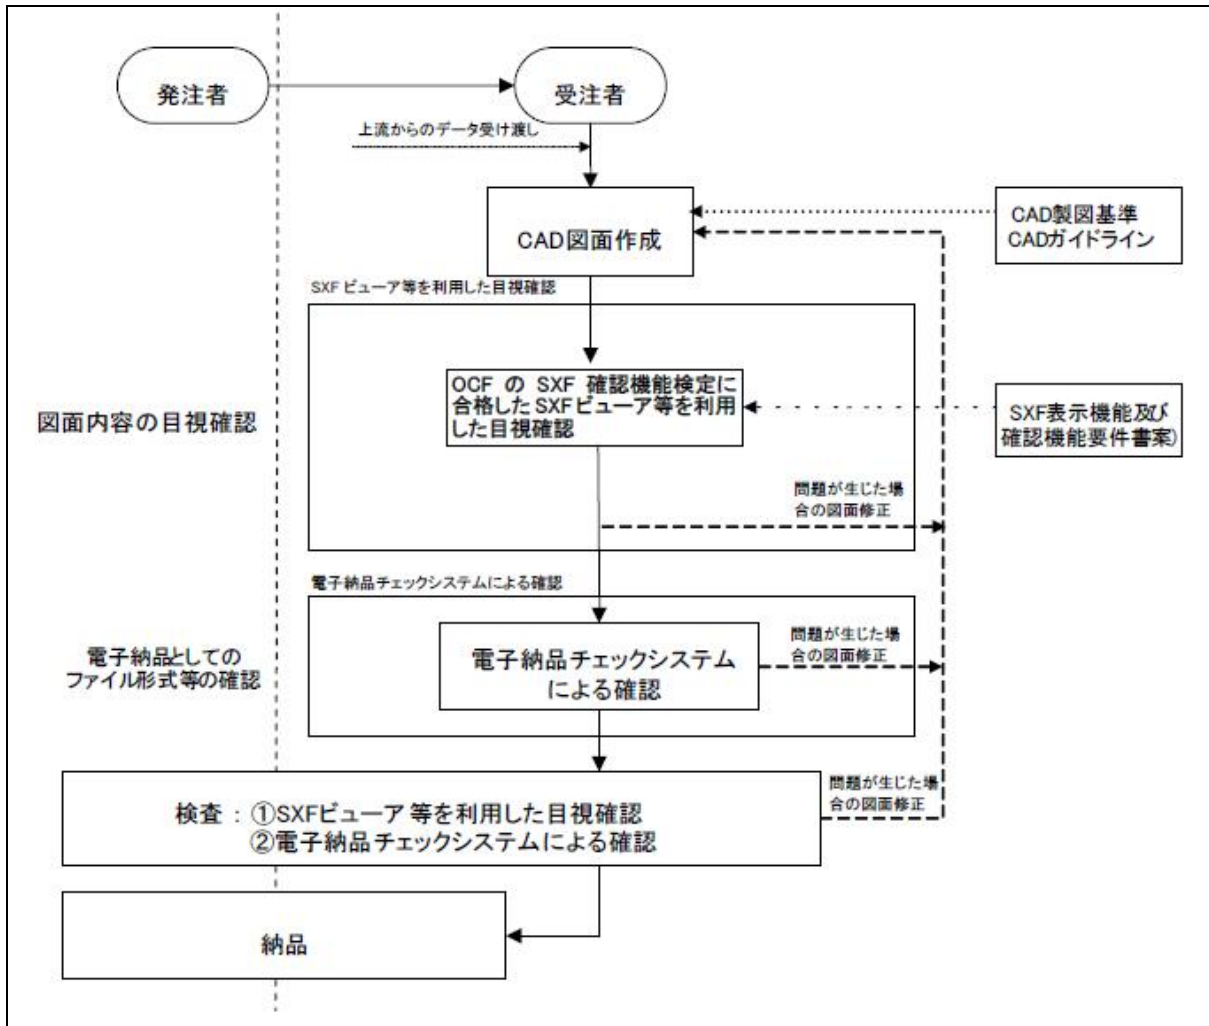 発注者
受注者
上流からのデータ受け渡し
CAD図面作成
CAD製図基準
CADガイドライン
SXFビューア等を利用した目視確認
図面内容の目視確認
OCF の SXF 確認機能検定に
合格したSXFビューア等を利用
した目視確認
SXF表示機能及び
確認機能要件書案)
問題が生じた場
合の図面修正
電子納品チェックシステムによる確認
電子納品としての
ファイル形式等の確認
電子納品チェックシステム
による確認
問題が生じた場
合の図面修正
検査 : ①SXFビューア等を利用した目視確認
②電子納品チェックシステムによる確認
問題が生じた場
合の図面修正
納品